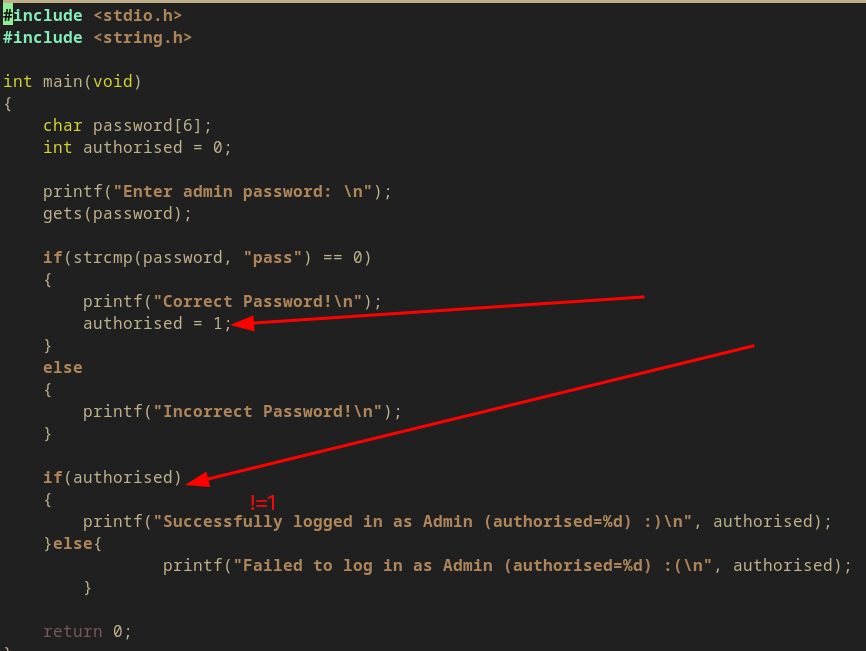 #include <stdio.h>
#include <string.h>
int main(void)
{
char password[6];
int authorised = 0;
printf("Enter admin password: \n");
gets(password);
if(strcmp(password, "pass") == 0)
{
printf("Correct Password!\n");
authorised = 1;
}
else
{
printf("Incorrect Password!\n");
}
if(authorised)
{
!=1
printf("Successfully logged in as Admin (authorised=%d) :)\n", authorised);
}else{
printf("Failed to log in as Admin (authorised=%d) :(\n", authorised);
}
return 0;
}